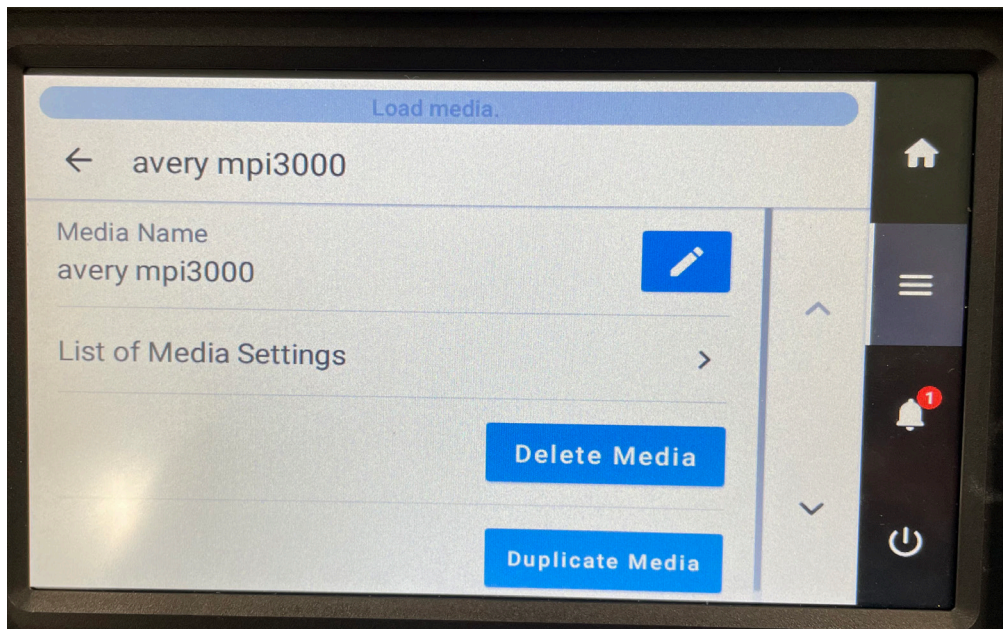 Load media.
avery mpi3000
Media Name
avery mpi3000
List of Media Settings
Delete Media
Duplicate Media
1